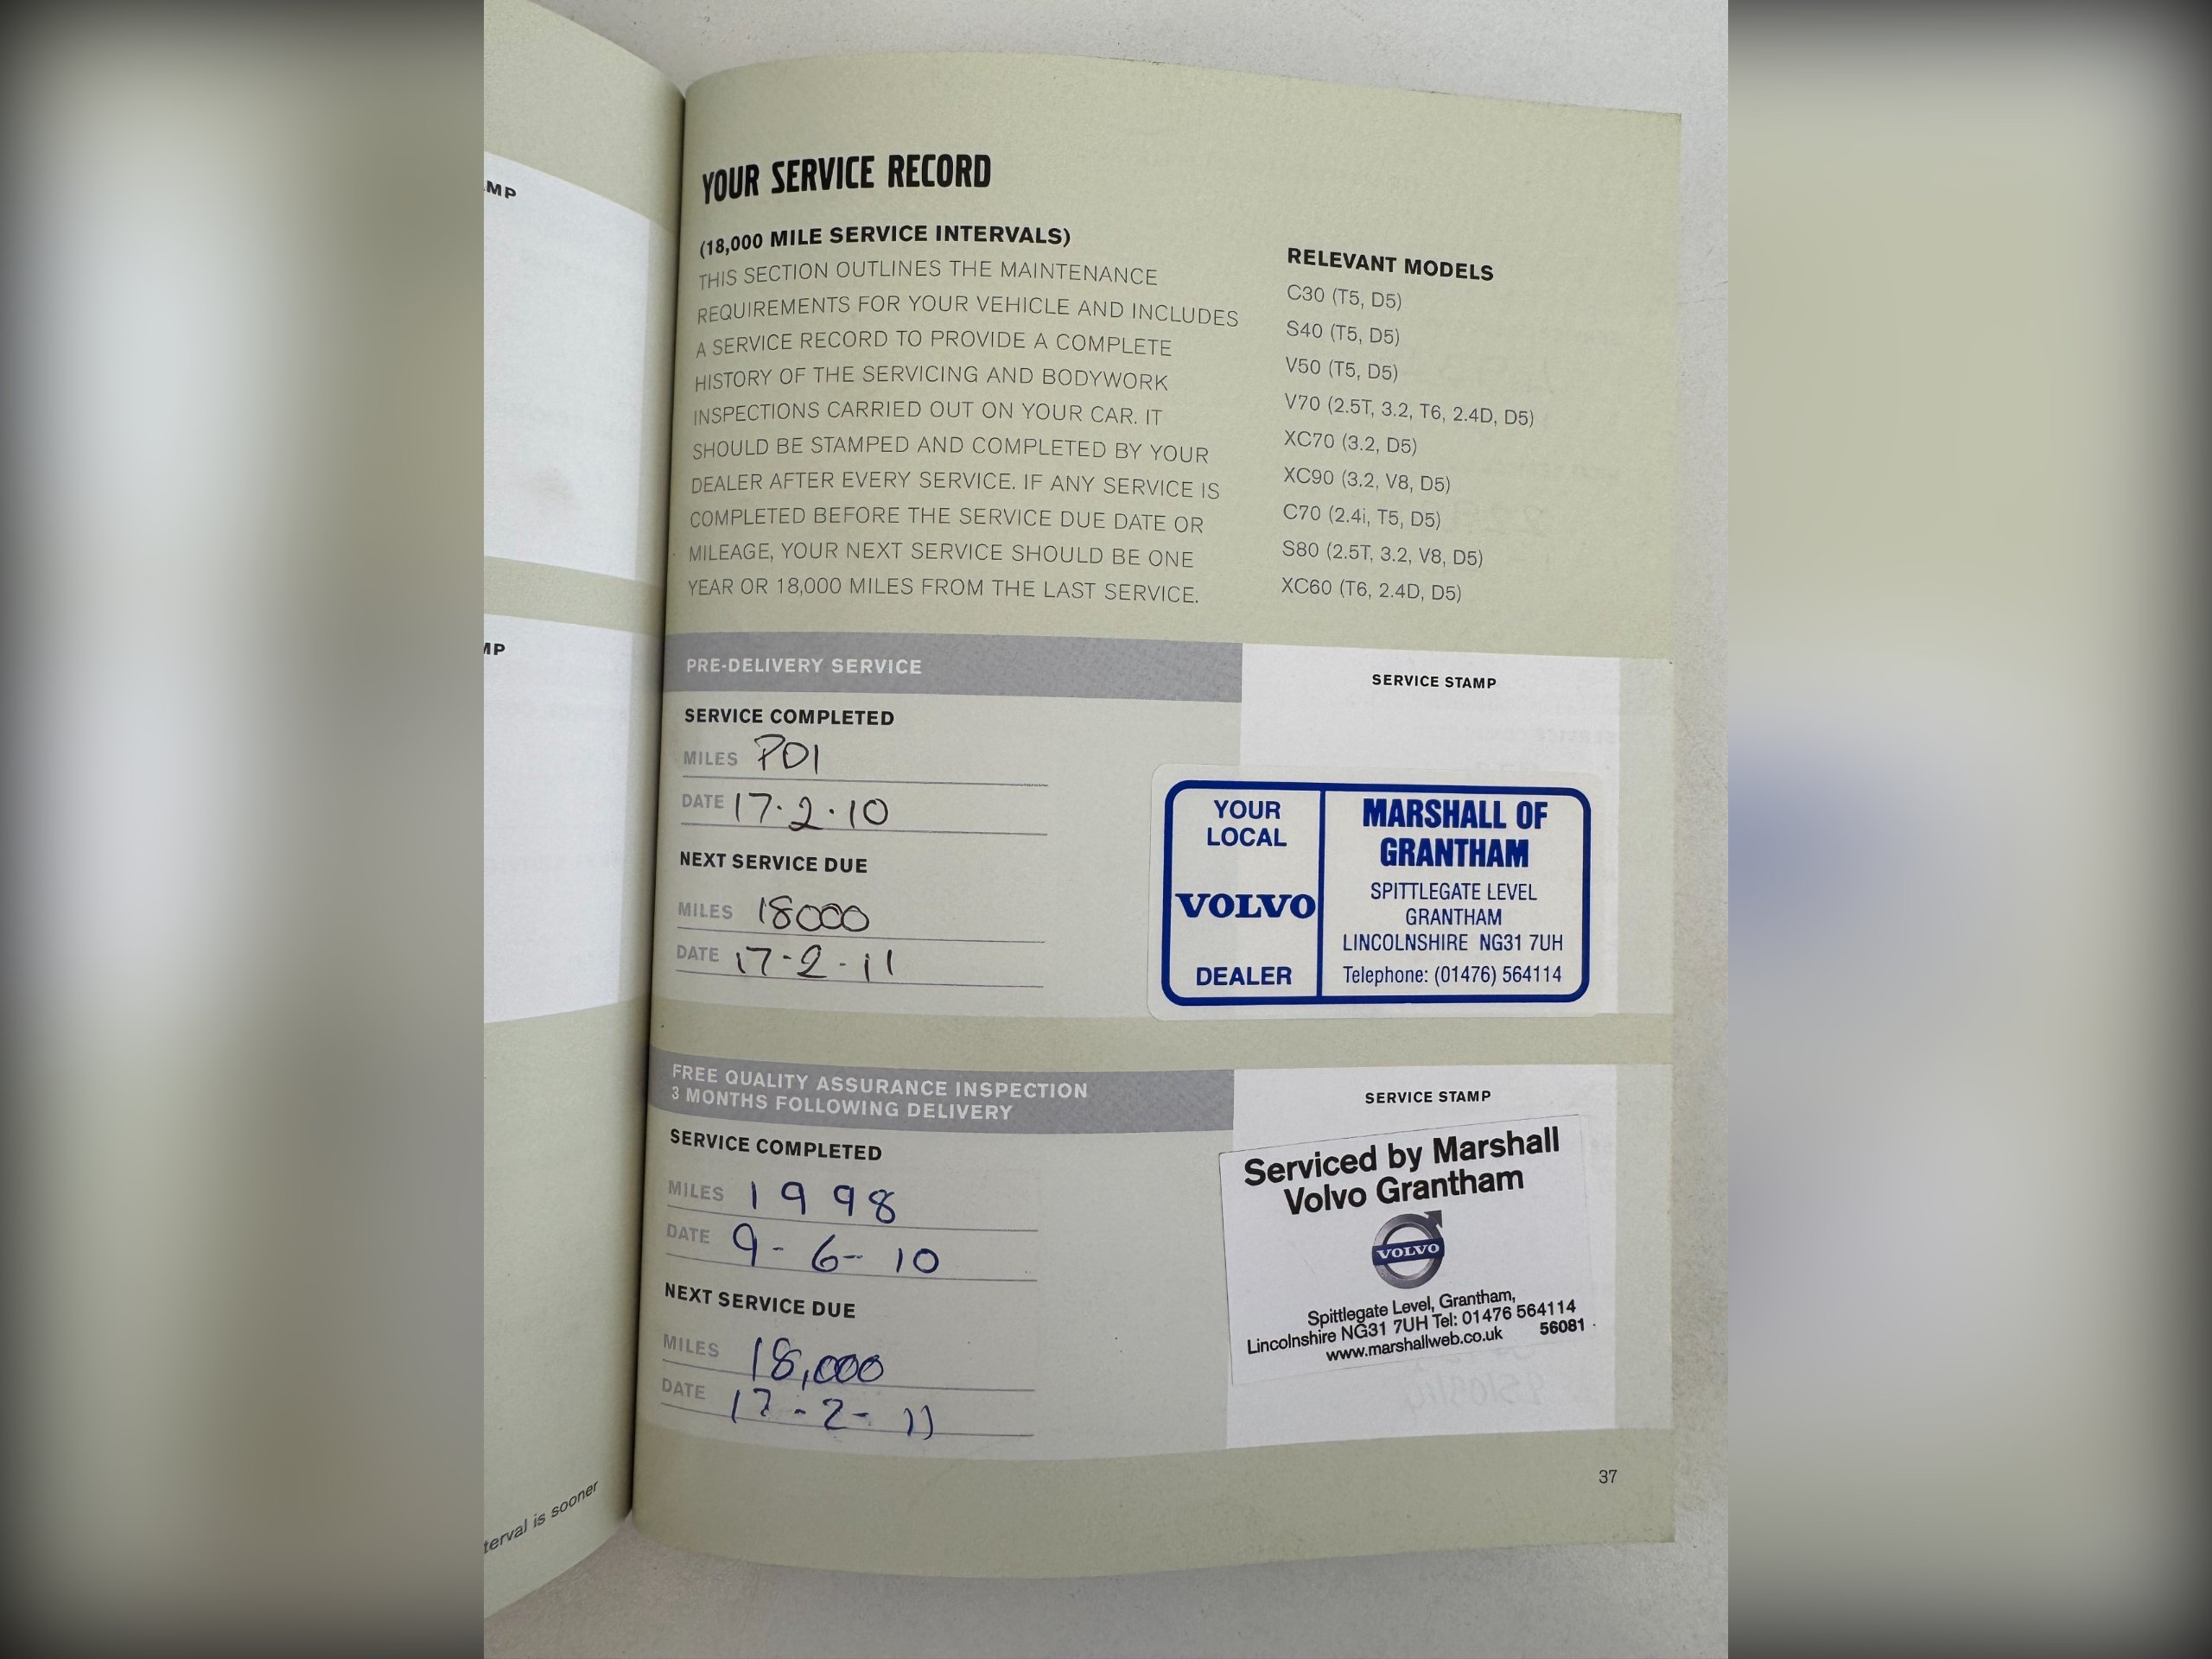 MP
MP
terval is sooner
YOUR SERVICE RECORD
(18,000 MILE SERVICE INTERVALS)
THIS SECTION OUTLINES THE MAINTENANCE
REQUIREMENTS FOR YOUR VEHICLE AND INCLUDES
A SERVICE RECORD TO PROVIDE A COMPLETE
HISTORY OF THE SERVICING AND BODYWORK
INSPECTIONS CARRIED OUT ON YOUR CAR. IT
SHOULD BE STAMPED AND COMPLETED BY YOUR
DEALER AFTER EVERY SERVICE. IF ANY SERVICE IS
COMPLETED BEFORE THE SERVICE DUE DATE OR
MILEAGE, YOUR NEXT SERVICE SHOULD BE ONE
YEAR OR 18,000 MILES FROM THE LAST SERVICE.
RELEVANT MODELS
C30 (T5, D5)
S40 (T5, D5)
V50 (T5, D5)
V70 (2.5T, 3.2, T6, 2.4D, D5)
XC70 (3.2, D5)
XC90 (3.2, V8, D5)
C70 (2.4i, T5, D5)
S80 (2.5T, 3.2, V8, D5)
XC60 (T6, 2.4D, D5)
PRE-DELIVERY SERVICE
SERVICE COMPLETED
MILES PDI
DATE 17.2.10
NEXT SERVICE DUE
MILES 18000
DATE 17-2-11
SERVICE STAMP
YOUR
LOCAL
VOLVO
DEALER
MARSHALL OF
GRANTHAM
SPITTLEGATE LEVEL
GRANTHAM
LINCOLNSHIRE NG31 7UH
Telephone: (01476) 564114
FREE QUALITY ASSURANCE INSPECTION
3 MONTHS FOLLOWING DELIVERY
SERVICE COMPLETED
MILES 1998
DATE 9-6-10
NEXT SERVICE DUE
MILES 18,000
DATE 17-2-11
SERVICE STAMP
Serviced by Marshall
Volvo Grantham
VOLVO
Spittlegate Level, Grantham,
Lincolnshire NG31 7UH Tel: 01476 564114
www.marshallweb.co.uk 56081
37